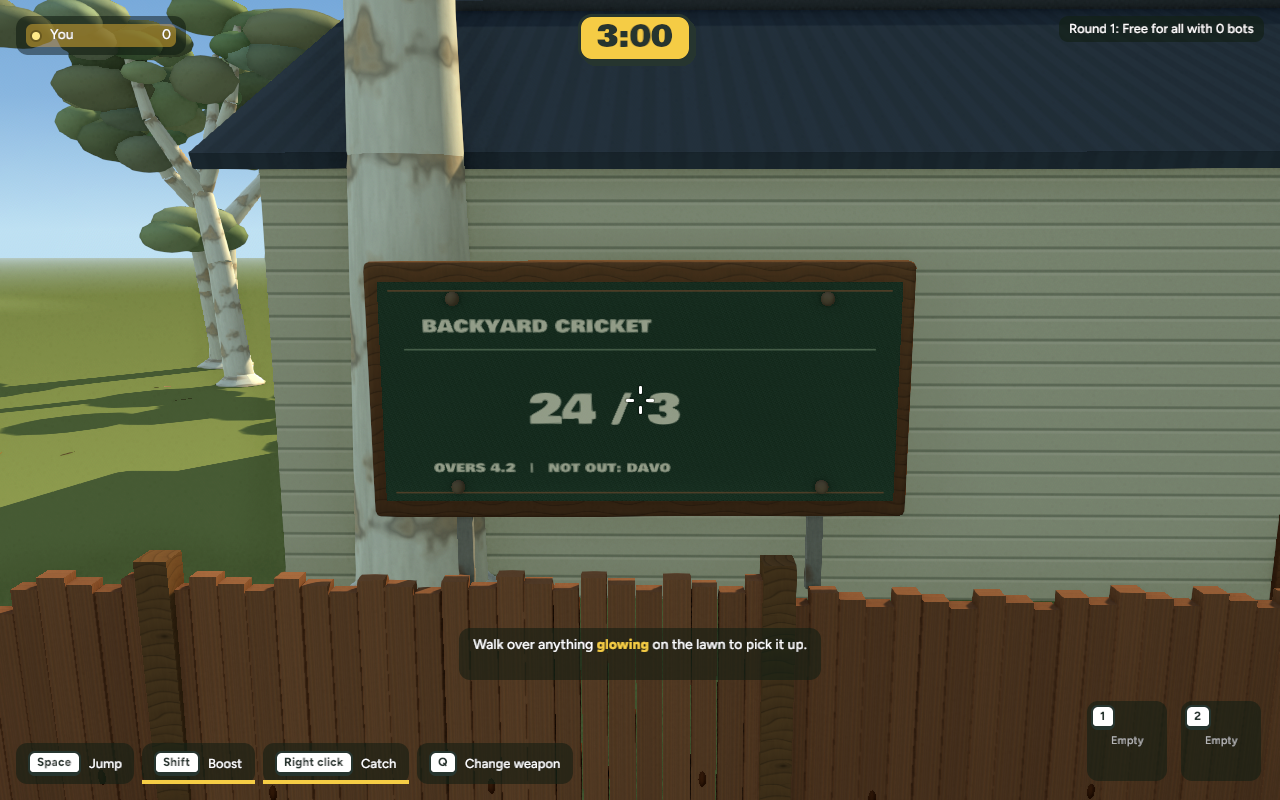 You 0
3:00
Round 1: Free for all with 0 bots
BACKYARD CRICKET
24 / 3
OVERS 4.2 | NOT OUT: DAVO
Walk over anything glowing on the lawn to pick it up.
1 Empty
2 Empty
Space Jump
Shift Boost
Right click Catch
Q Change weapon